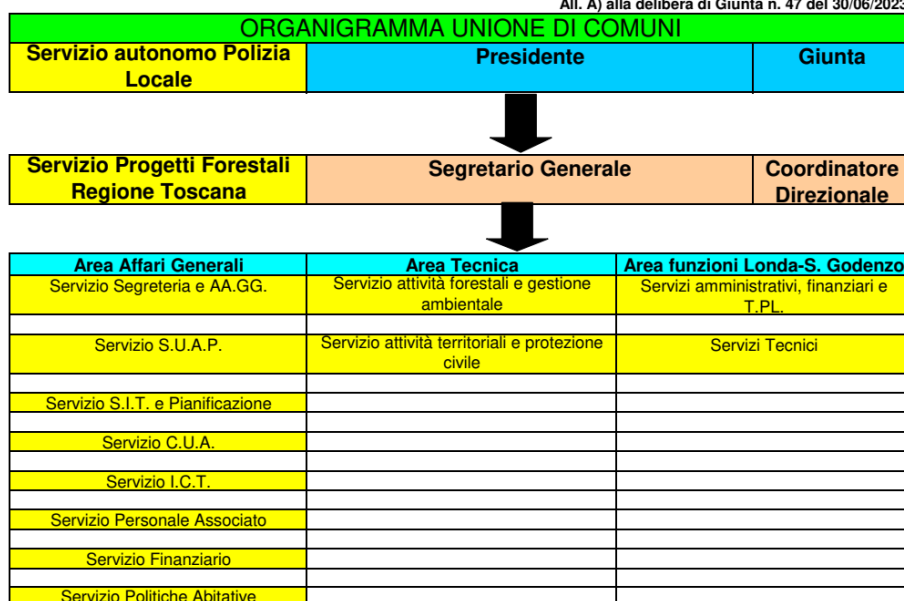 All. A) alla delibera di Giunta n. 47 del 30/06/2023
ORGANIGRAMMA UNIONE DI COMUNI
Servizio autonomo Polizia
Locale
Presidente
Giunta
Servizio Progetti Forestali
Regione Toscana
Segretario Generale
Coordinatore
Direzionale
Area Affari Generali
Area Tecnica
Area funzioni Londa-S. Godenzo
Servizio Segreteria e AA.GG.
Servizio attività forestali e gestione
ambientale
Servizi amministrativi, finanziari e
T.PL.
Servizio S.U.A.P.
Servizio attività territoriali e protezione
civile
Servizi Tecnici
Servizio S.I.T. e Pianificazione
Servizio C.U.A.
Servizio I.C.T.
Servizio Personale Associato
Servizio Finanziario
Servizio Politiche Abitative